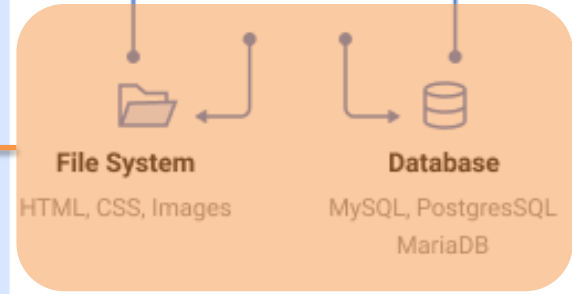 File System
HTML, CSS, Images
Database
MySQL, PostgresSQL
MariaDB